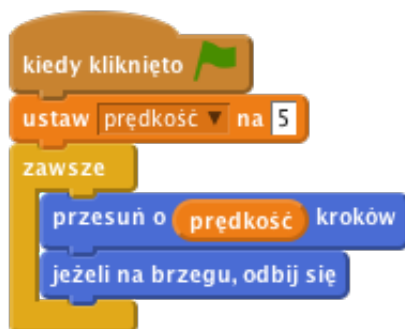 kiedy kliknięto
ustaw prędkość na 5
zawsze
przesuń o prędkość kroków
jeżeli na brzegu, odbij się